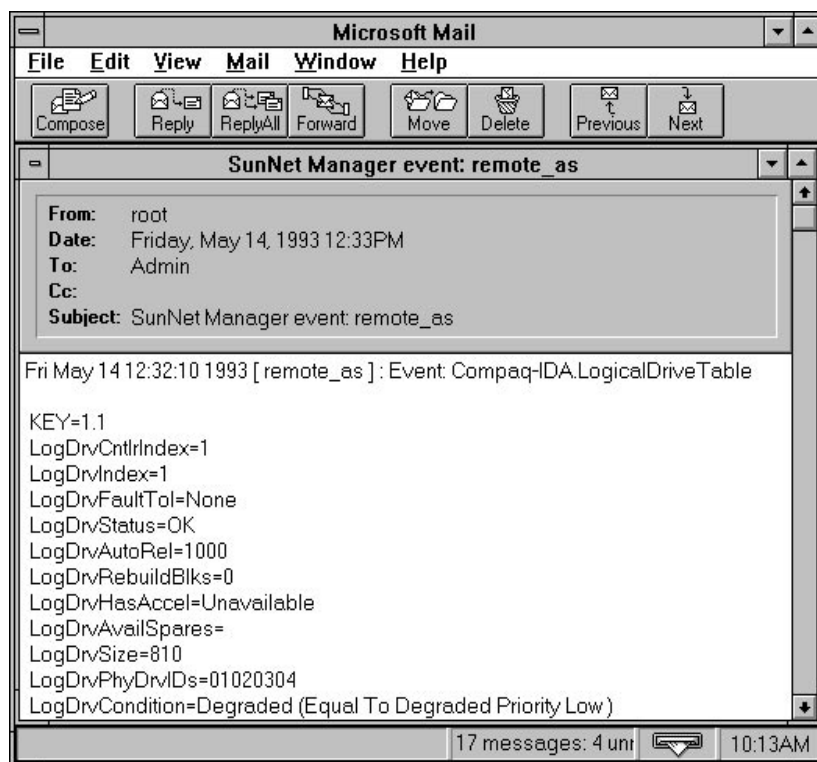 Microsoft Mail
File Edit View Mail Window Help
Compose Reply ReplyAll Forward Move Delete Previous Next
SunNet Manager event: remote_as
From: root
Date: Friday, May 14, 1993 12:33PM
To: Admin
Cc:
Subject: SunNet Manager event: remote_as
Fri May 14 12:32:10 1993 [ remote_as ] : Event: Compaq-IDA.LogicalDriveTable
KEY=1.1
LogDrvCntlrIndex=1
LogDrvIndex=1
LogDrvFaultTol=None
LogDrvStatus=OK
LogDrvAutoRel=1000
LogDrvRebuildBlks=0
LogDrvHasAccel=Unavailable
LogDrvAvailSpares=
LogDrvSize=810
LogDrvPhyDrvIDs=01020304
LogDrvCondition=Degraded (Equal To Degraded Priority Low )
17 messages: 4 unr 10:13AM